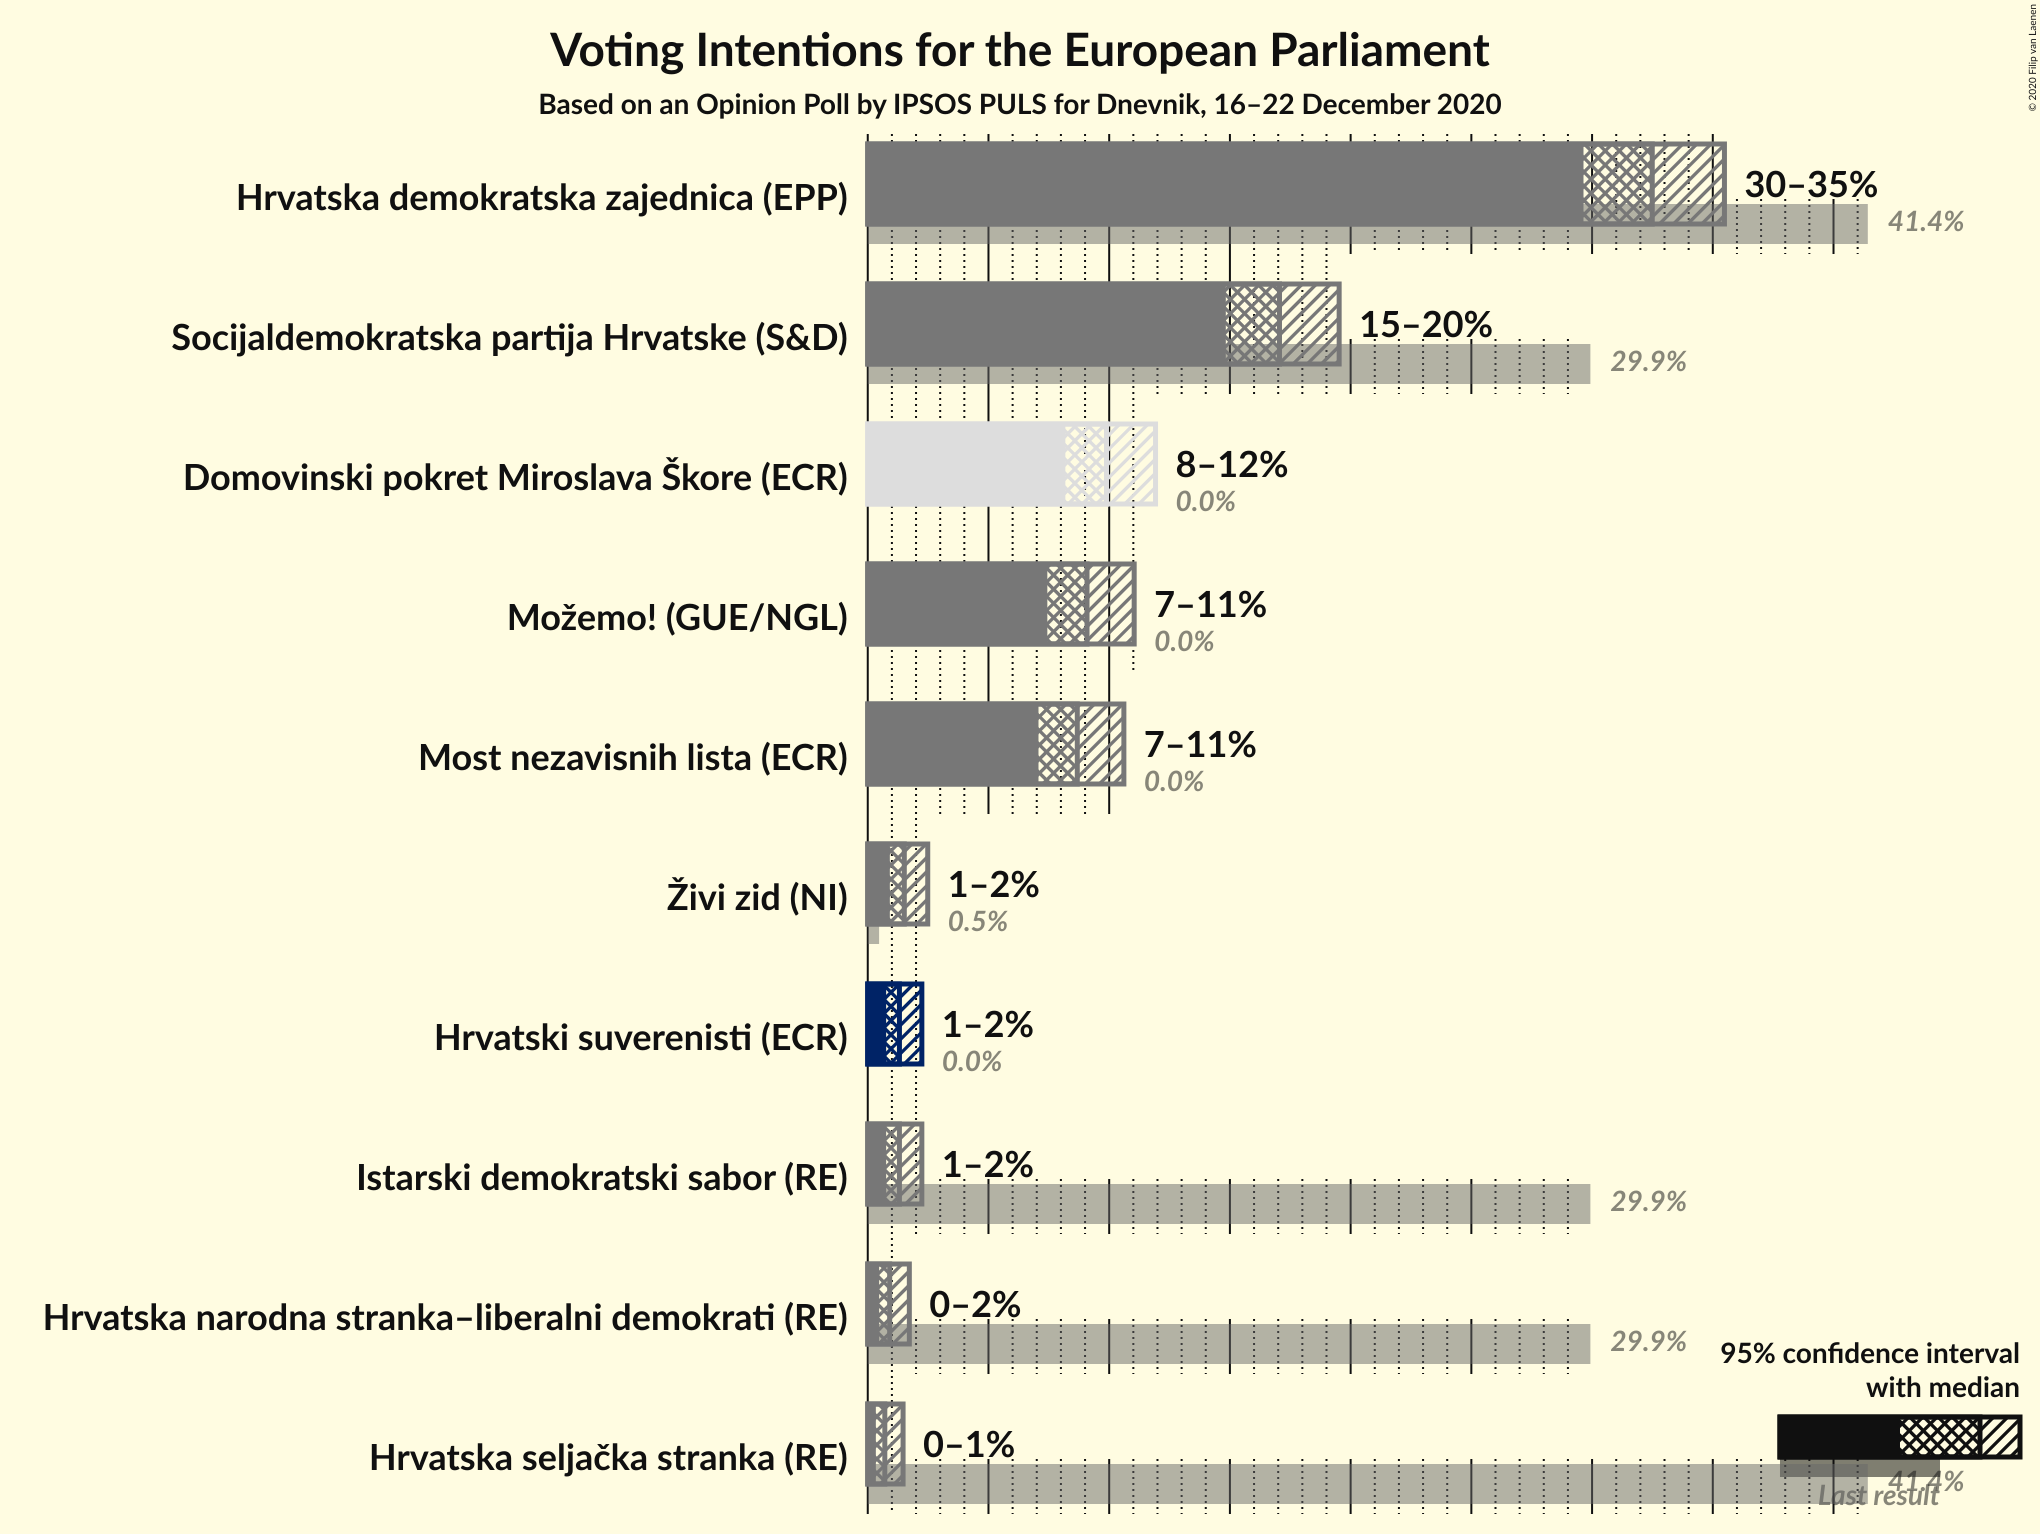 Voting Intentions for the European Parliament
Based on an Opinion Poll by IPSOS PULS for Dnevnik, 16–22 December 2020
© 2020 Filip van Laenen
Hrvatska demokratska zajednica (EPP)
30–35%
41.4%
Socijaldemokratska partija Hrvatske (S&D)
15–20%
29.9%
Domovinski pokret Miroslava Škore (ECR)
8–12%
0.0%
Možemo! (GUE/NGL)
7–11%
0.0%
Most nezavisnih lista (ECR)
7–11%
0.0%
Živi zid (NI)
1–2%
0.5%
Hrvatski suverenisti (ECR)
1–2%
0.0%
Istarski demokratski sabor (RE)
1–2%
29.9%
Hrvatska narodna stranka–liberalni demokrati (RE)
0–2%
29.9%
Hrvatska seljačka stranka (RE)
0–1%
41.4%
95% confidence interval
with median
Last result